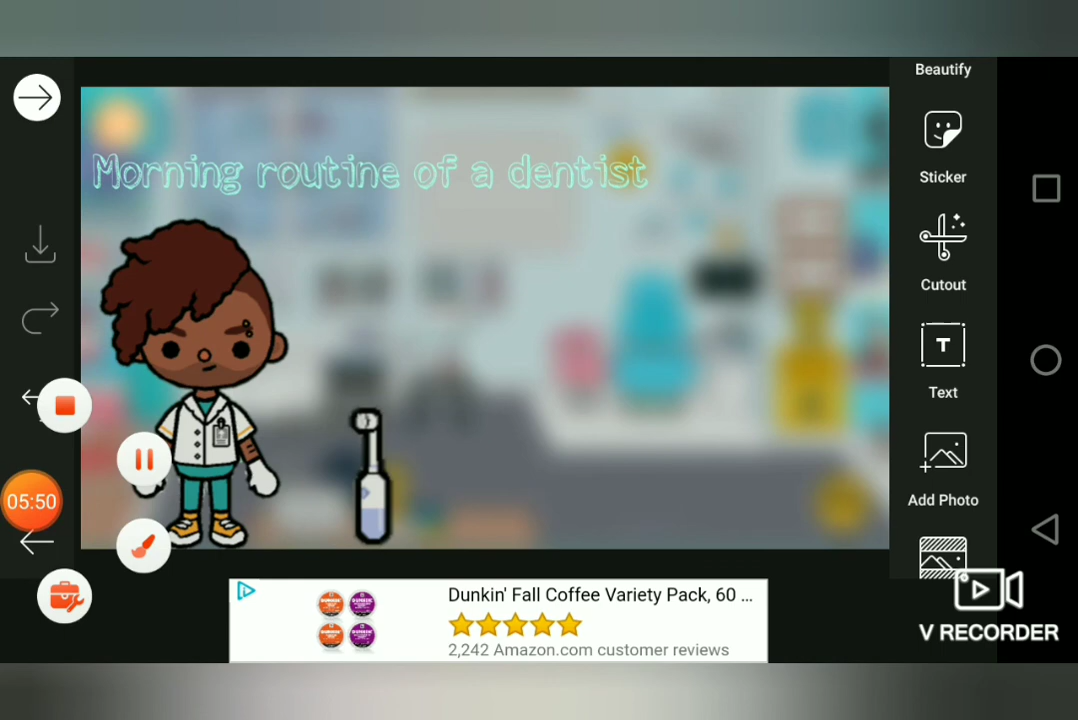 Beautify
Morning routine of a dentist
Sticker
Cutout
T
Text
Add Photo
05:50
Dunkin' Fall Coffee Variety Pack, 60 ...
2,242 Amazon.com customer reviews
V RECORDER